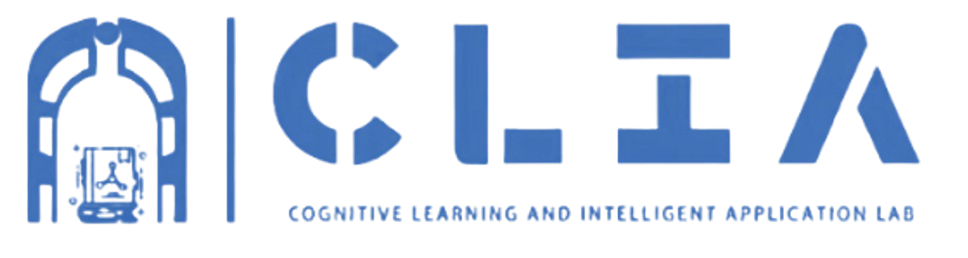 CLIA
COGNITIVE LEARNING AND INTELLIGENT APPLICATION LAB